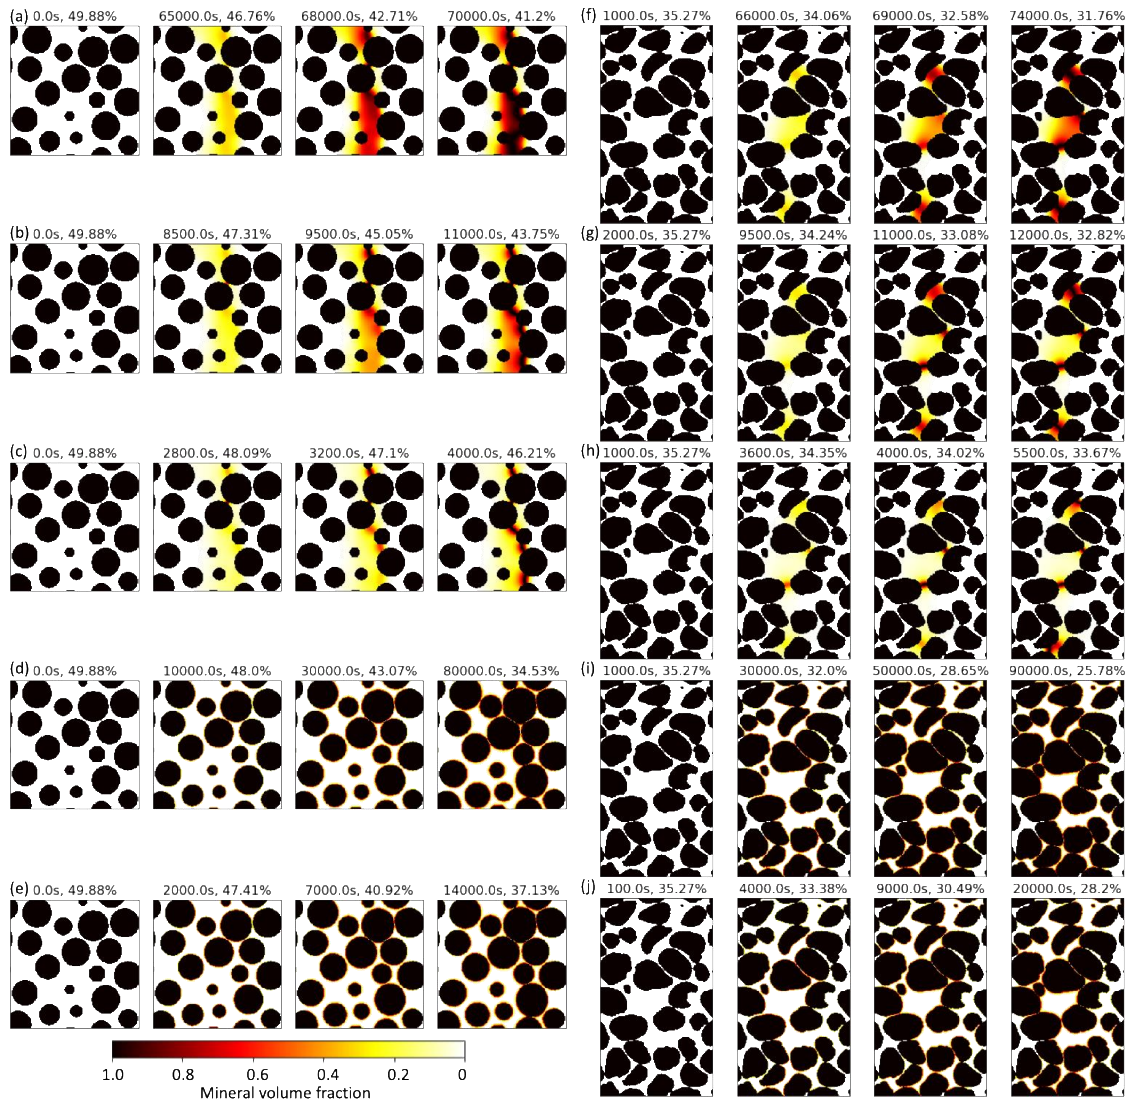 (a) 0.0s, 49.88% 65000.0s, 46.76% 68000.0s, 42.71% 70000.0s, 41.2%
(f) 1000.0s, 35.27% 66000.0s, 34.06% 69000.0s, 32.58% 74000.0s, 31.76%
(b) 0.0s, 49.88% 8500.0s, 47.31% 9500.0s, 45.05% 11000.0s, 43.75%
(g) 2000.0s, 35.27% 9500.0s, 34.24% 11000.0s, 33.08% 12000.0s, 32.82%
(c) 0.0s, 49.88% 2800.0s, 48.09% 3200.0s, 47.1% 4000.0s, 46.21%
(h) 1000.0s, 35.27% 3600.0s, 34.35% 4000.0s, 34.02% 5500.0s, 33.67%
(d) 0.0s, 49.88% 10000.0s, 48.0% 30000.0s, 43.07% 80000.0s, 34.53%
(i) 1000.0s, 35.27% 30000.0s, 32.0% 50000.0s, 28.65% 90000.0s, 25.78%
(e) 0.0s, 49.88% 2000.0s, 47.41% 7000.0s, 40.92% 14000.0s, 37.13%
(j) 100.0s, 35.27% 4000.0s, 33.38% 9000.0s, 30.49% 20000.0s, 28.2%
1.0 0.8 0.6 0.4 0.2 0
Mineral volume fraction